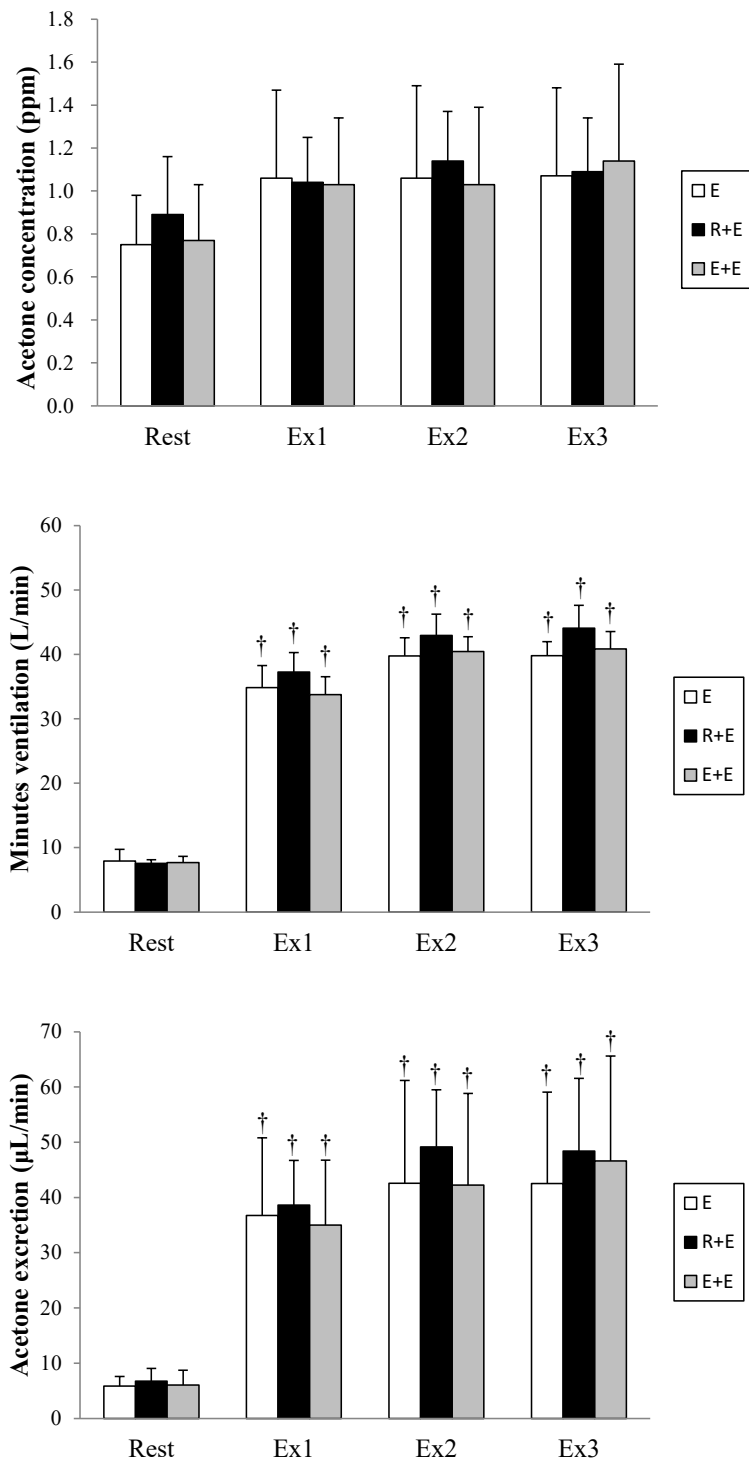 Acetone concentration (ppm)
1.8
1.6
1.4
1.2
1.0
0.8
0.6
0.4
0.2
0.0
Rest Ex1 Ex2 Ex3
E
R+E
E+E
Minutes ventilation (L/min)
60
50
40
30
20
10
0
† † † † † † † † †
Rest Ex1 Ex2 Ex3
E
R+E
E+E
Acetone excretion (µL/min)
70
60
50
40
30
20
10
0
† † † † † † † † †
Rest Ex1 Ex2 Ex3
E
R+E
E+E